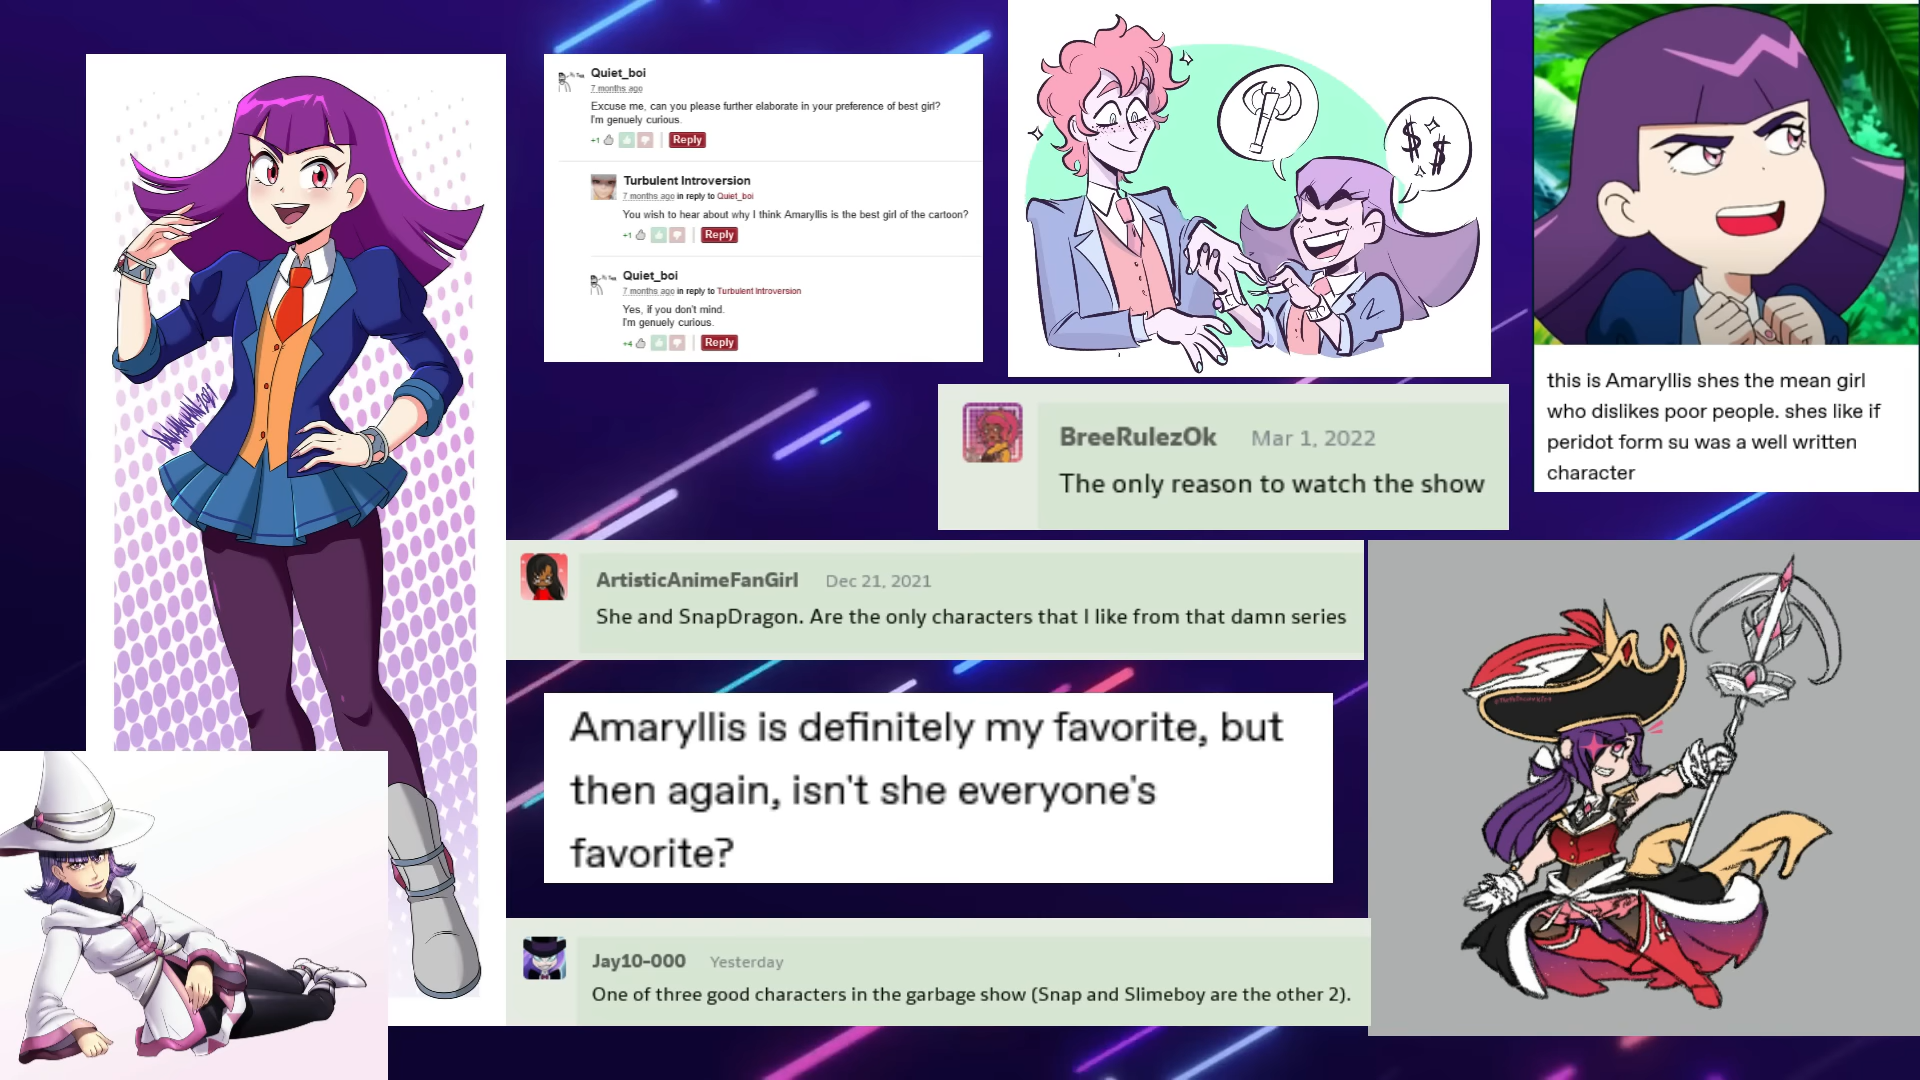 Quiet_boi
7 months ago
Excuse me, can you please further elaborate in your preference of best girl?
I'm genuely curious.
+1
Reply
Turbulent Introversion
7 months ago in reply to Quiet_boi
You wish to hear about why I think Amaryllis is the best girl of the cartoon?
+1
Reply
Quiet_boi
7 months ago in reply to Turbulent Introversion
Yes, if you don't mind.
I'm genuely curious.
+4
Reply
$ $
this is Amaryllis shes the mean girl
who dislikes poor people. shes like if
peridot form su was a well written
character
BreeRulezOk Mar 1, 2022
The only reason to watch the show
ArtisticAnimeFanGirl Dec 21, 2021
She and SnapDragon. Are the only characters that I like from that damn series
Amaryllis is definitely my favorite, but
then again, isn't she everyone's
favorite?
Jay10-000 Yesterday
One of three good characters in the garbage show (Snap and Slimeboy are the other 2).